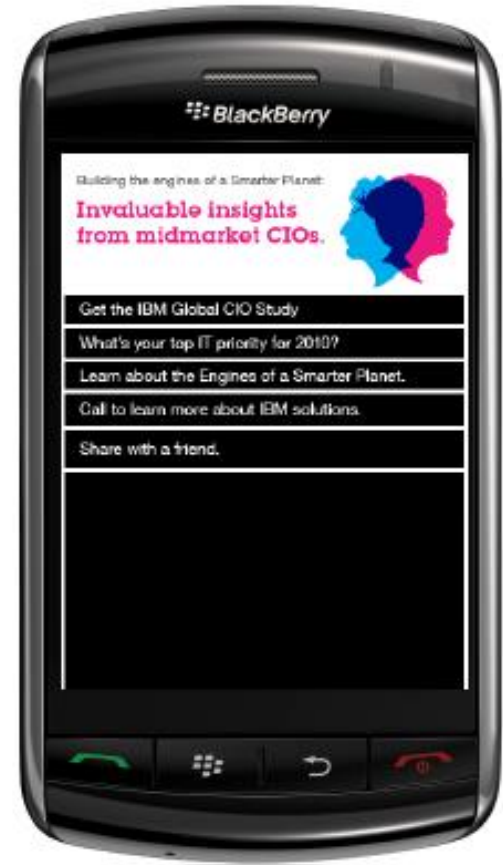 BlackBerry
Building the engines of a Smarter Planet:
Invaluable insights
from midmarket CIOs.
Get the IBM Global CIO Study
What's your top IT priority for 2010?
Learn about the Engines of a Smarter Planet.
Call to learn more about IBM solutions.
Share with a friend.